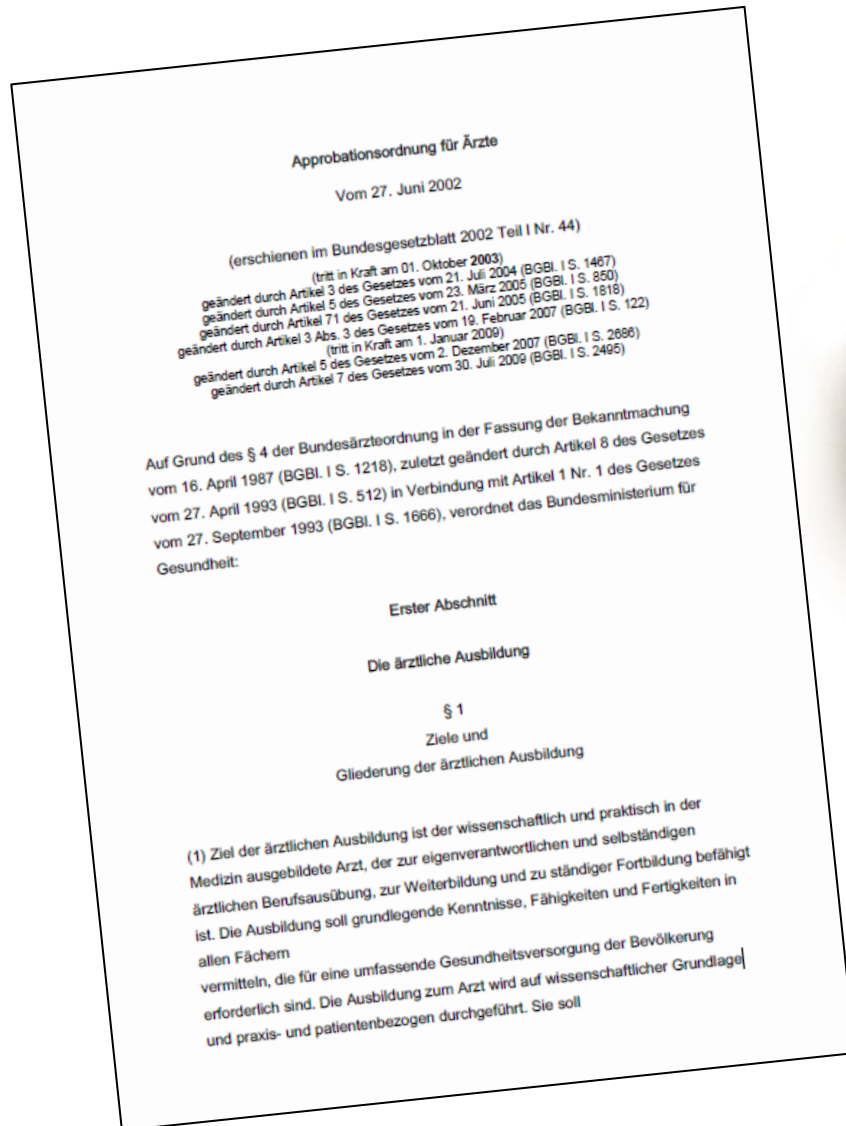 Approbationsordnung für Ärzte
Vom 27. Juni 2002
(erschienen im Bundesgesetzblatt 2002 Teil I Nr. 44)
(tritt in Kraft am 01. Oktober 2003)
geändert durch Artikel 3 des Gesetzes vom 21. Juli 2004 (BGBl. I S. 1467)
geändert durch Artikel 5 des Gesetzes vom 23. März 2005 (BGBl. I S. 850)
geändert durch Artikel 71 des Gesetzes vom 21. Juni 2005 (BGBl. I S. 1818)
geändert durch Artikel 3 Abs. 3 des Gesetzes vom 19. Februar 2007 (BGBl. I S. 122)
(tritt in Kraft am 1. Januar 2009)
geändert durch Artikel 5 des Gesetzes vom 2. Dezember 2007 (BGBl. I S. 2686)
geändert durch Artikel 7 des Gesetzes vom 30. Juli 2009 (BGBl. I S. 2495)
Auf Grund des § 4 der Bundesärzteordnung in der Fassung der Bekanntmachung
vom 16. April 1987 (BGBl. I S. 1218), zuletzt geändert durch Artikel 8 des Gesetzes
vom 27. April 1993 (BGBl. I S. 512) in Verbindung mit Artikel 1 Nr. 1 des Gesetzes
vom 27. September 1993 (BGBl. I S. 1666), verordnet das Bundesministerium für
Gesundheit:
Erster Abschnitt
Die ärztliche Ausbildung
§ 1
Ziele und
Gliederung der ärztlichen Ausbildung
(1) Ziel der ärztlichen Ausbildung ist der wissenschaftlich und praktisch in der
Medizin ausgebildete Arzt, der zur eigenverantwortlichen und selbständigen
ärztlichen Berufsausübung, zur Weiterbildung und zu ständiger Fortbildung befähigt
ist. Die Ausbildung soll grundlegende Kenntnisse, Fähigkeiten und Fertigkeiten in
allen Fächern
vermitteln, die für eine umfassende Gesundheitsversorgung der Bevölkerung
erforderlich sind. Die Ausbildung zum Arzt wird auf wissenschaftlicher Grundlage
und praxis- und patientenbezogen durchgeführt. Sie soll